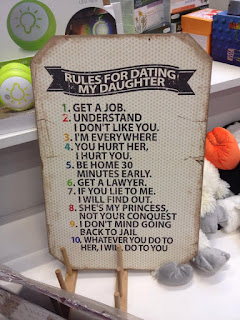 RULES FOR DATING
MY DAUGHTER
1. GET A JOB.
2. UNDERSTAND
I DON'T LIKE YOU.
3. I'M EVERYWHERE
4. YOU HURT HER,
I HURT YOU.
5. BE HOME 30
MINUTES EARLY.
6. GET A LAWYER.
7. IF YOU LIE TO ME.
I WILL FIND OUT.
8. SHE'S MY PRINCESS,
NOT YOUR CONQUEST
9. I DON'T MIND GOING
BACK TO JAIL
10. WHATEVER YOU DO TO
HER, I WILL DO TO YOU